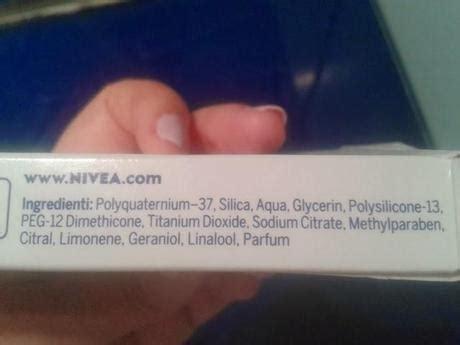 www.NIVEA.com
Ingredienti: Polyquaternium-37, Silica, Aqua, Glycerin, Polysilicone-13,
PEG-12 Dimethicone, Titanium Dioxide, Sodium Citrate, Methylparaben,
Citral, Limonene, Geraniol, Linalool, Parfum